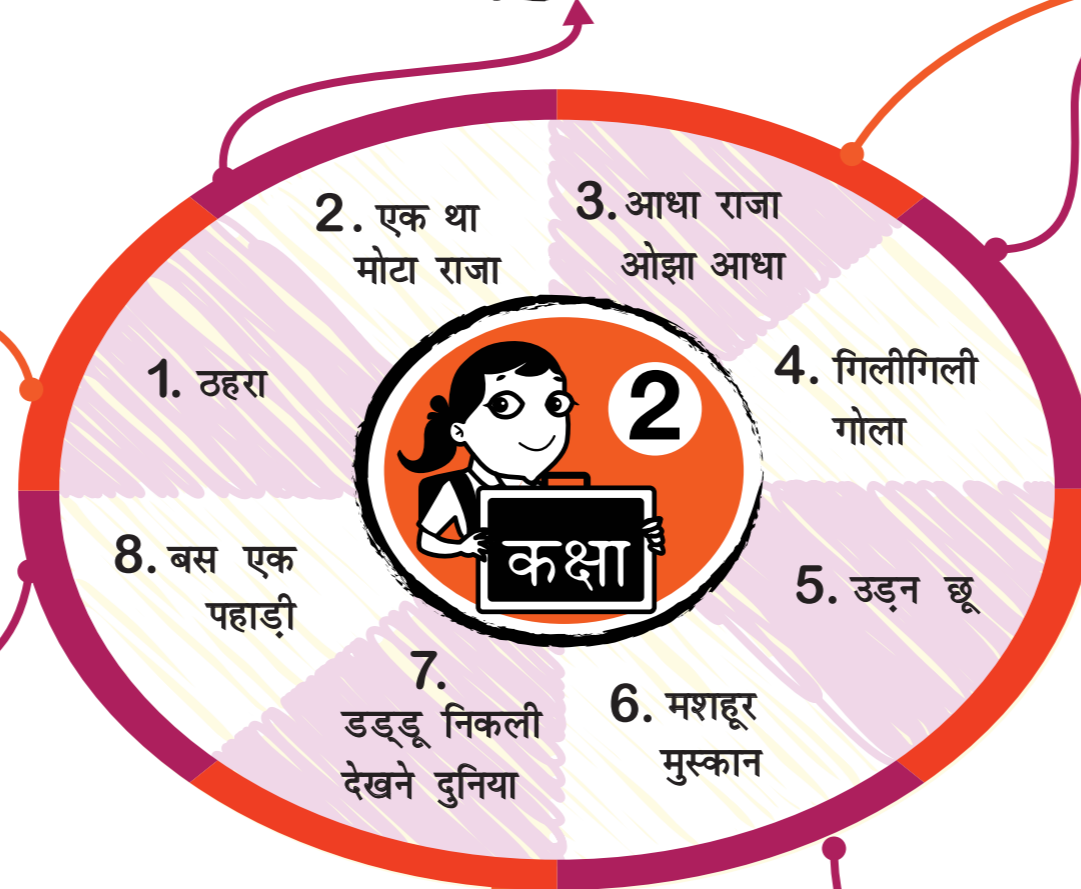 2. एक था
मोटा राजा
3. आधा राजा
ओझा आधा
1. ठहरा
4. गिलीगिली
गोला
2
कक्षा
8. बस एक
पहाड़ी
5. उड़न छू
7.
डड्डू निकली
देखने दुनिया
6. मशहूर
मुस्कान